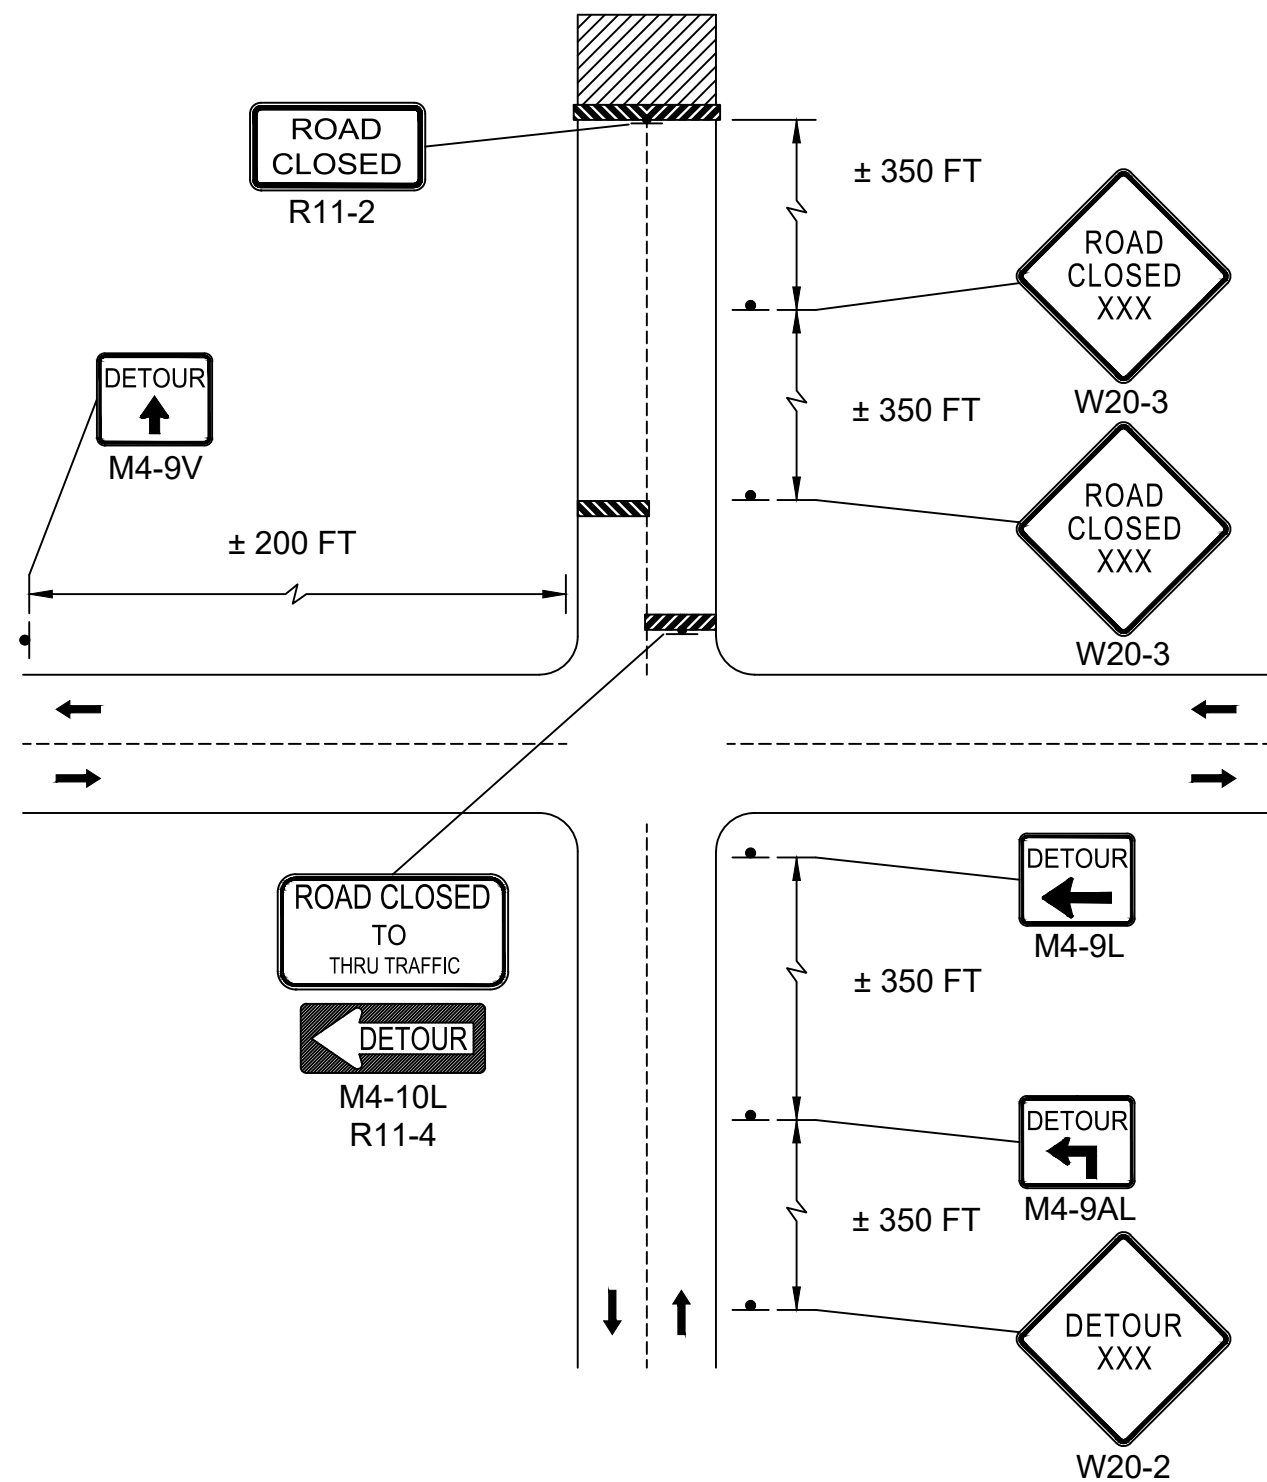 ROAD
CLOSED
R11-2
± 350 FT
ROAD
CLOSED
XXX
W20-3
DETOUR
M4-9V
± 350 FT
± 200 FT
ROAD
CLOSED
XXX
W20-3
ROAD CLOSED
TO
THRU TRAFFIC
DETOUR
M4-10L
R11-4
DETOUR
M4-9L
± 350 FT
DETOUR
M4-9AL
± 350 FT
DETOUR
XXX
W20-2